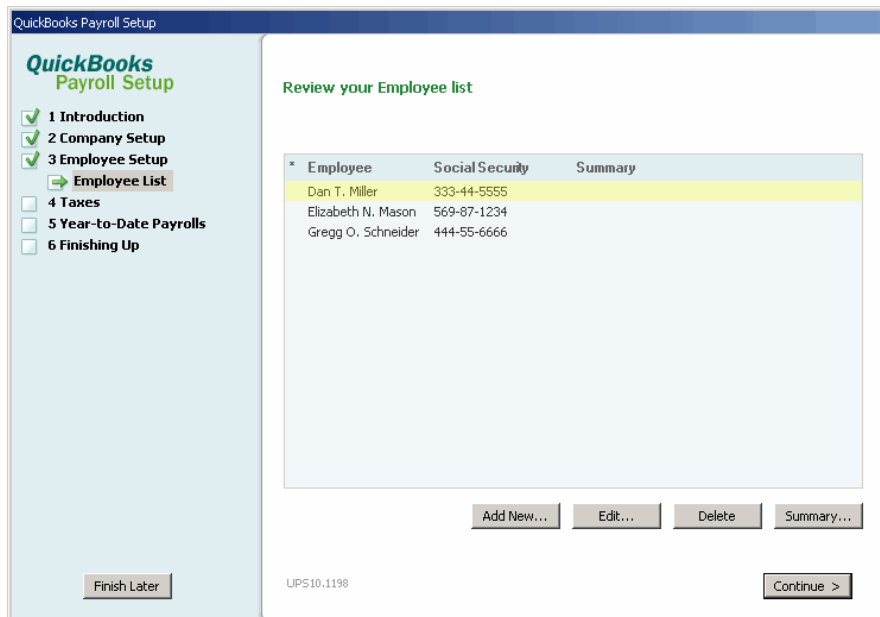 QuickBooks Payroll Setup
QuickBooks
Payroll Setup
1 Introduction
2 Company Setup
3 Employee Setup
Employee List
4 Taxes
5 Year-to-Date Payrolls
6 Finishing Up
Finish Later
Review your Employee list
* Employee Social Security Summary
Dan T. Miller 333-44-5555
Elizabeth N. Mason 569-87-1234
Gregg O. Schneider 444-55-6666
Add New... Edit... Delete Summary...
UPS10.1198
Continue >